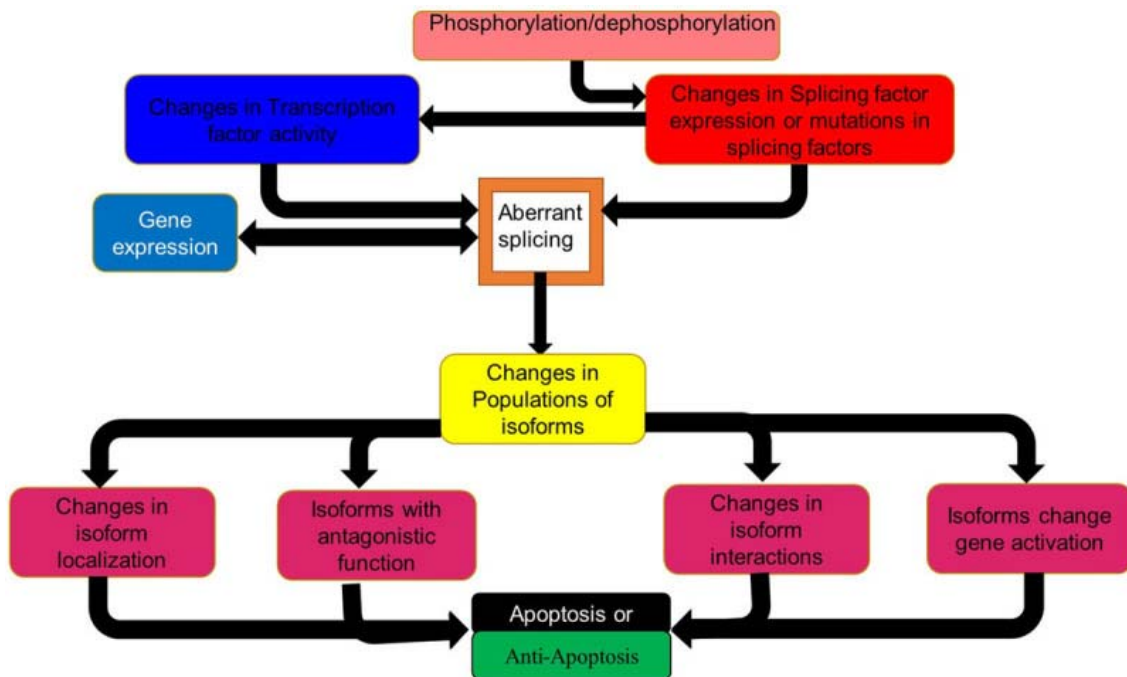 Phosphorylation/dephosphorylation
Changes in Transcription
factor activity
Changes in Splicing factor
expression or mutations in
splicing factors
Gene
expression
Aberrant
splicing
Changes in
Populations of
isoforms
Changes in
isoform
localization
Isoforms with
antagonistic
function
Changes in
isoform
interactions
Isoforms change
gene activation
Apoptosis or
Anti-Apoptosis